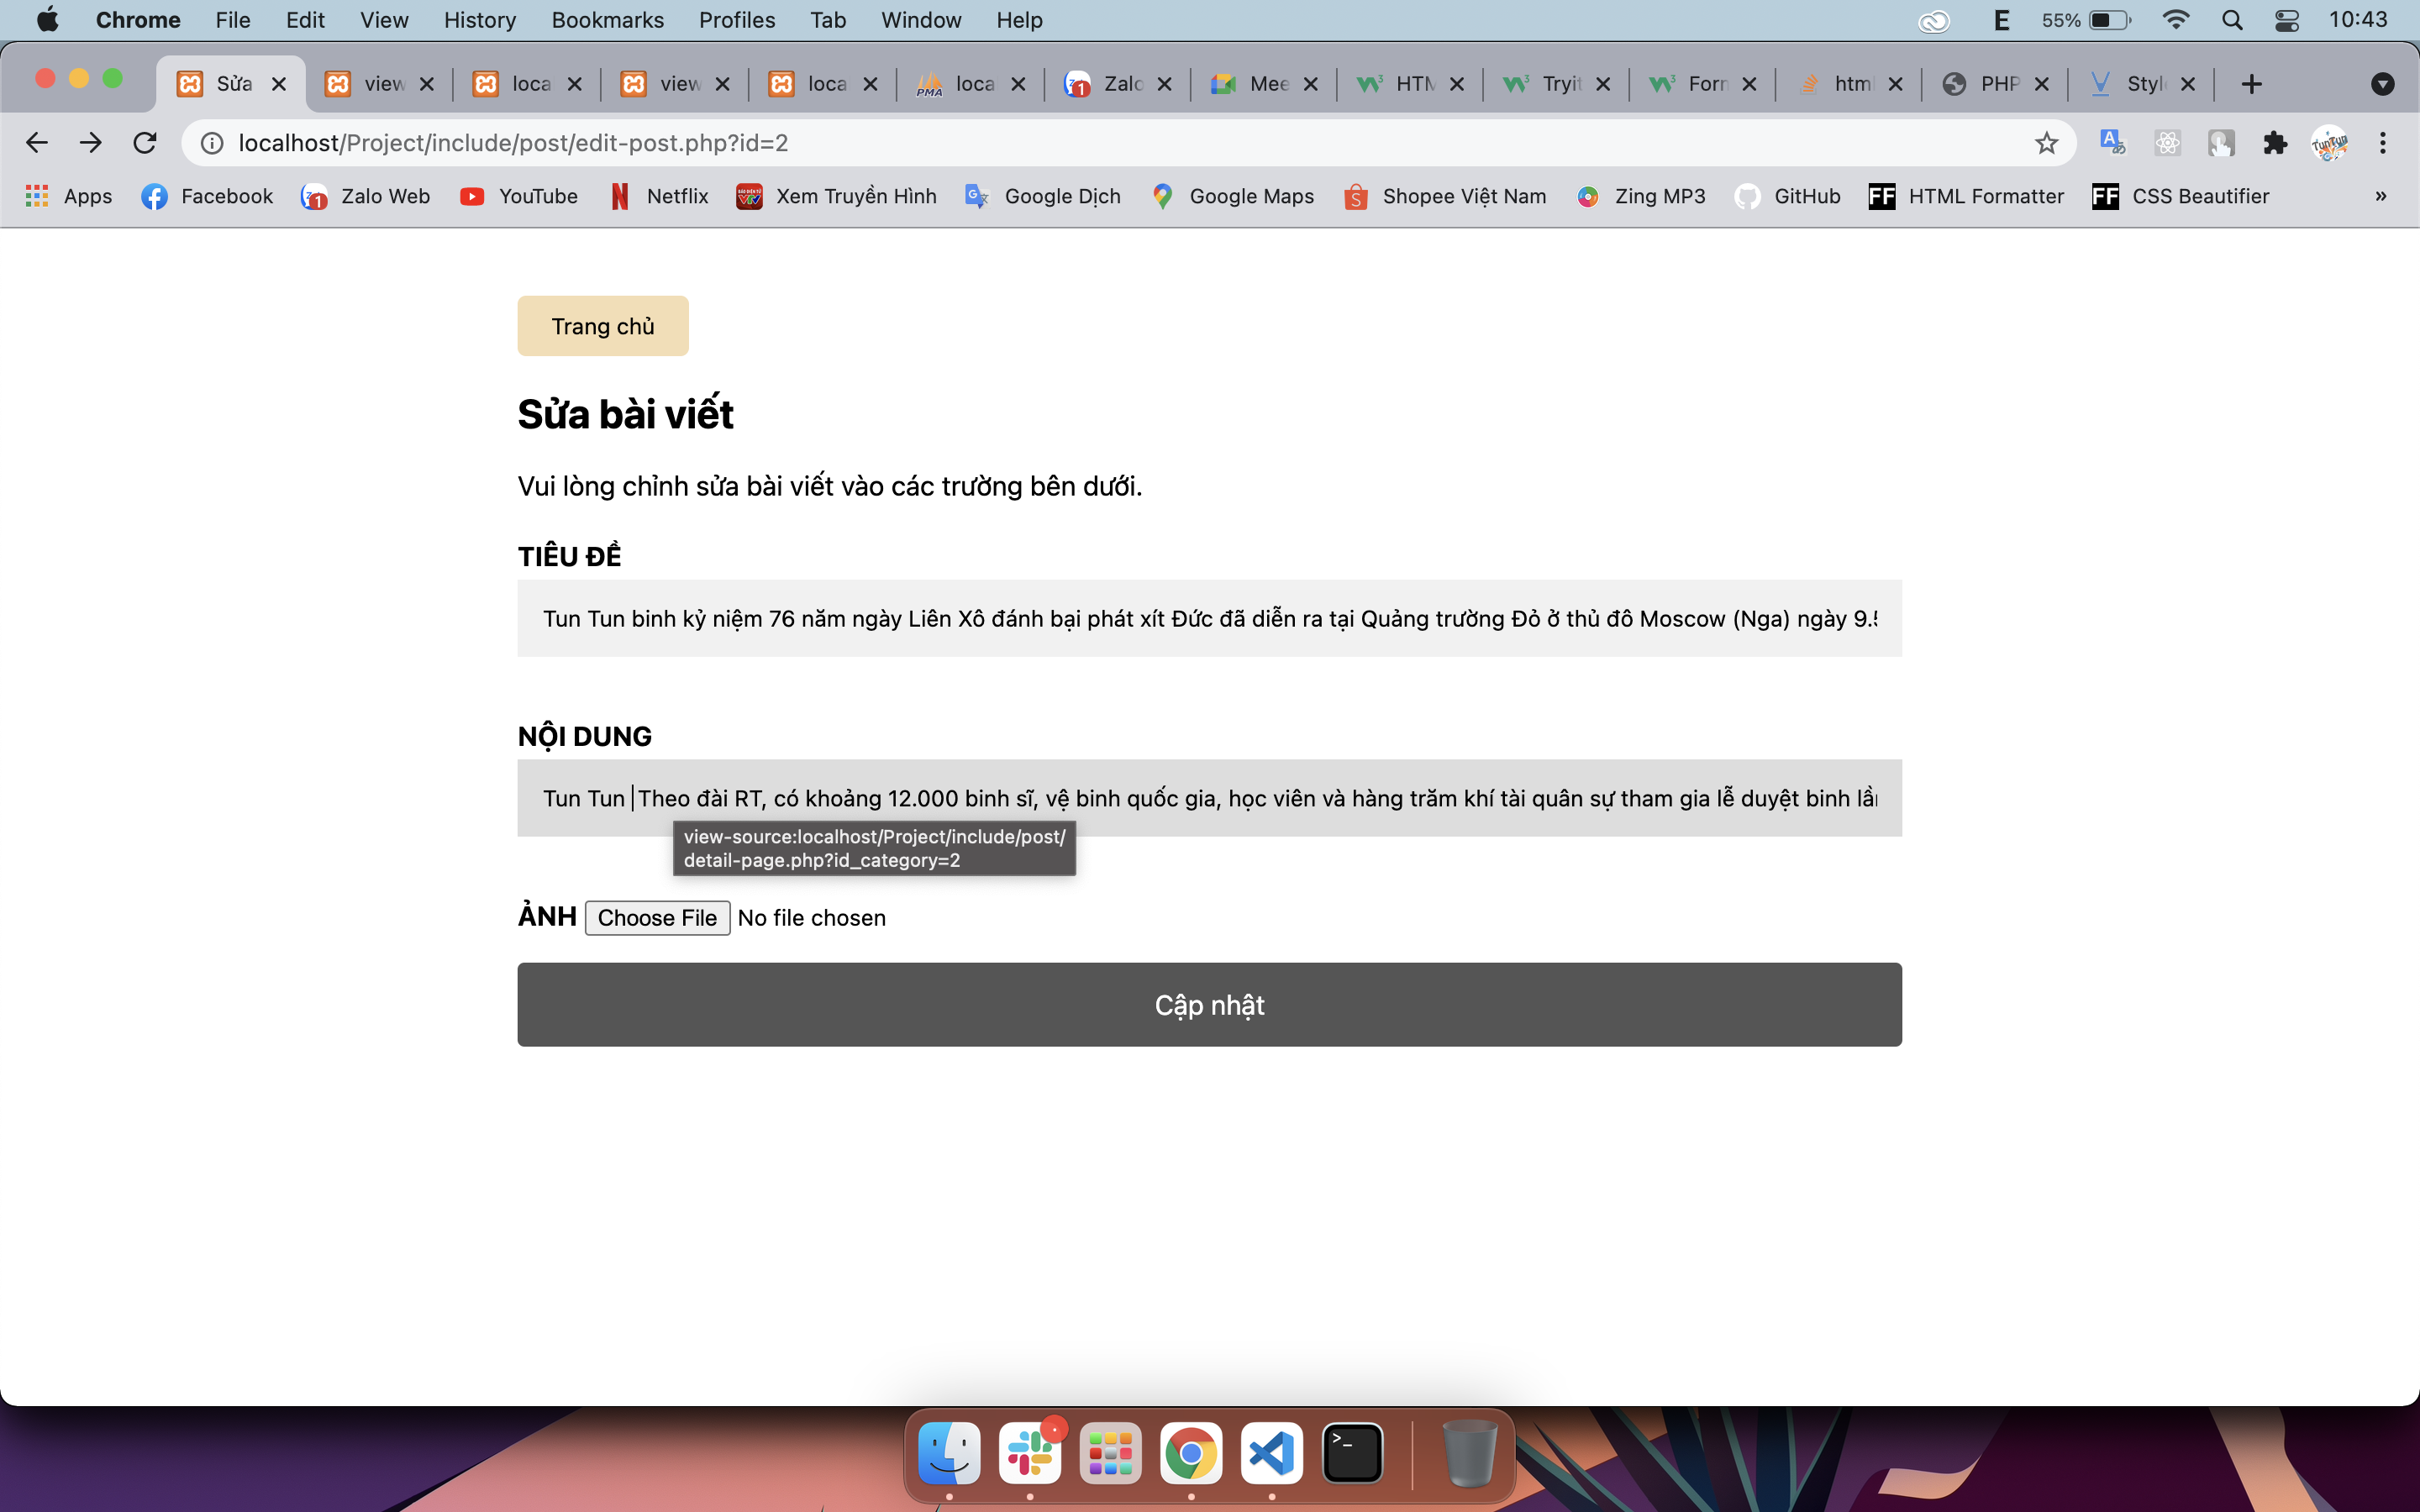 Chrome File Edit View History Bookmarks Profiles Tab Window Help E 55% 10:43
Sửa view loca view loca PMA loca Zalo Mee HTM Tryit Forn html PHP Styl
localhost/Project/include/post/edit-post.php?id=2
Apps Facebook Zalo Web YouTube Netflix Xem Truyền Hình Google Dịch Google Maps Shopee Việt Nam Zing MP3 GitHub FF HTML Formatter FF CSS Beautifier »
Trang chủ
Sửa bài viết
Vui lòng chỉnh sửa bài viết vào các trường bên dưới.
TIÊU ĐỀ
Tun Tun binh kỷ niệm 76 năm ngày Liên Xô đánh bại phát xít Đức đã diễn ra tại Quảng trường Đỏ ở thủ đô Moscow (Nga) ngày 9.5
NỘI DUNG
Tun Tun Theo đài RT, có khoảng 12.000 binh sĩ, vệ binh quốc gia, học viên và hàng trăm khí tài quân sự tham gia lễ duyệt binh lần
view-source:localhost/Project/include/post/
detail-page.php?id_category=2
ẢNH Choose File No file chosen
Cập nhật